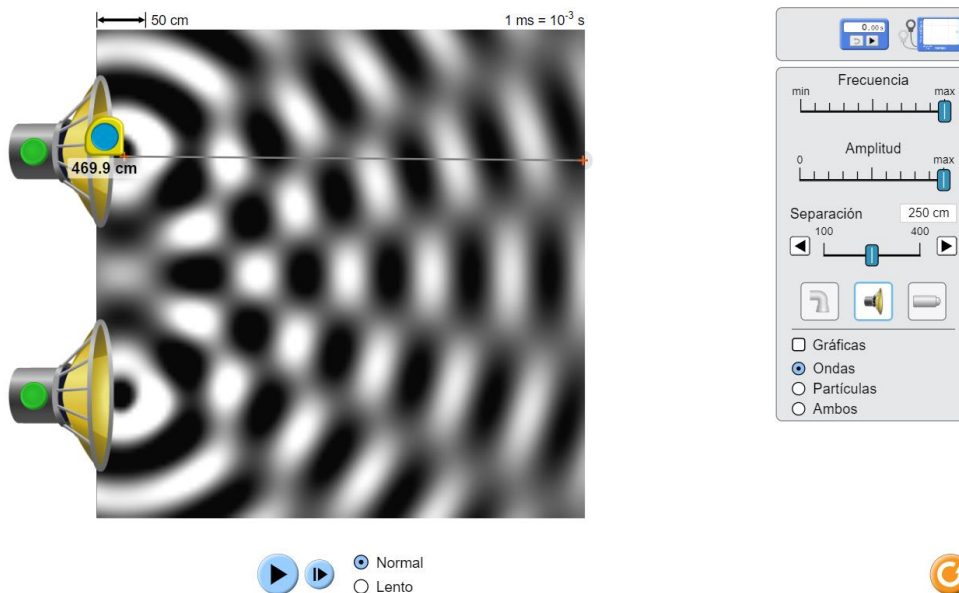 50 cm
1 ms = 10⁻³ s
469.9 cm
0.00 s
Frecuencia
min max
Amplitud
0 max
Separación 250 cm
100 400
Gráficas
Ondas
Partículas
Ambos
Normal
Lento